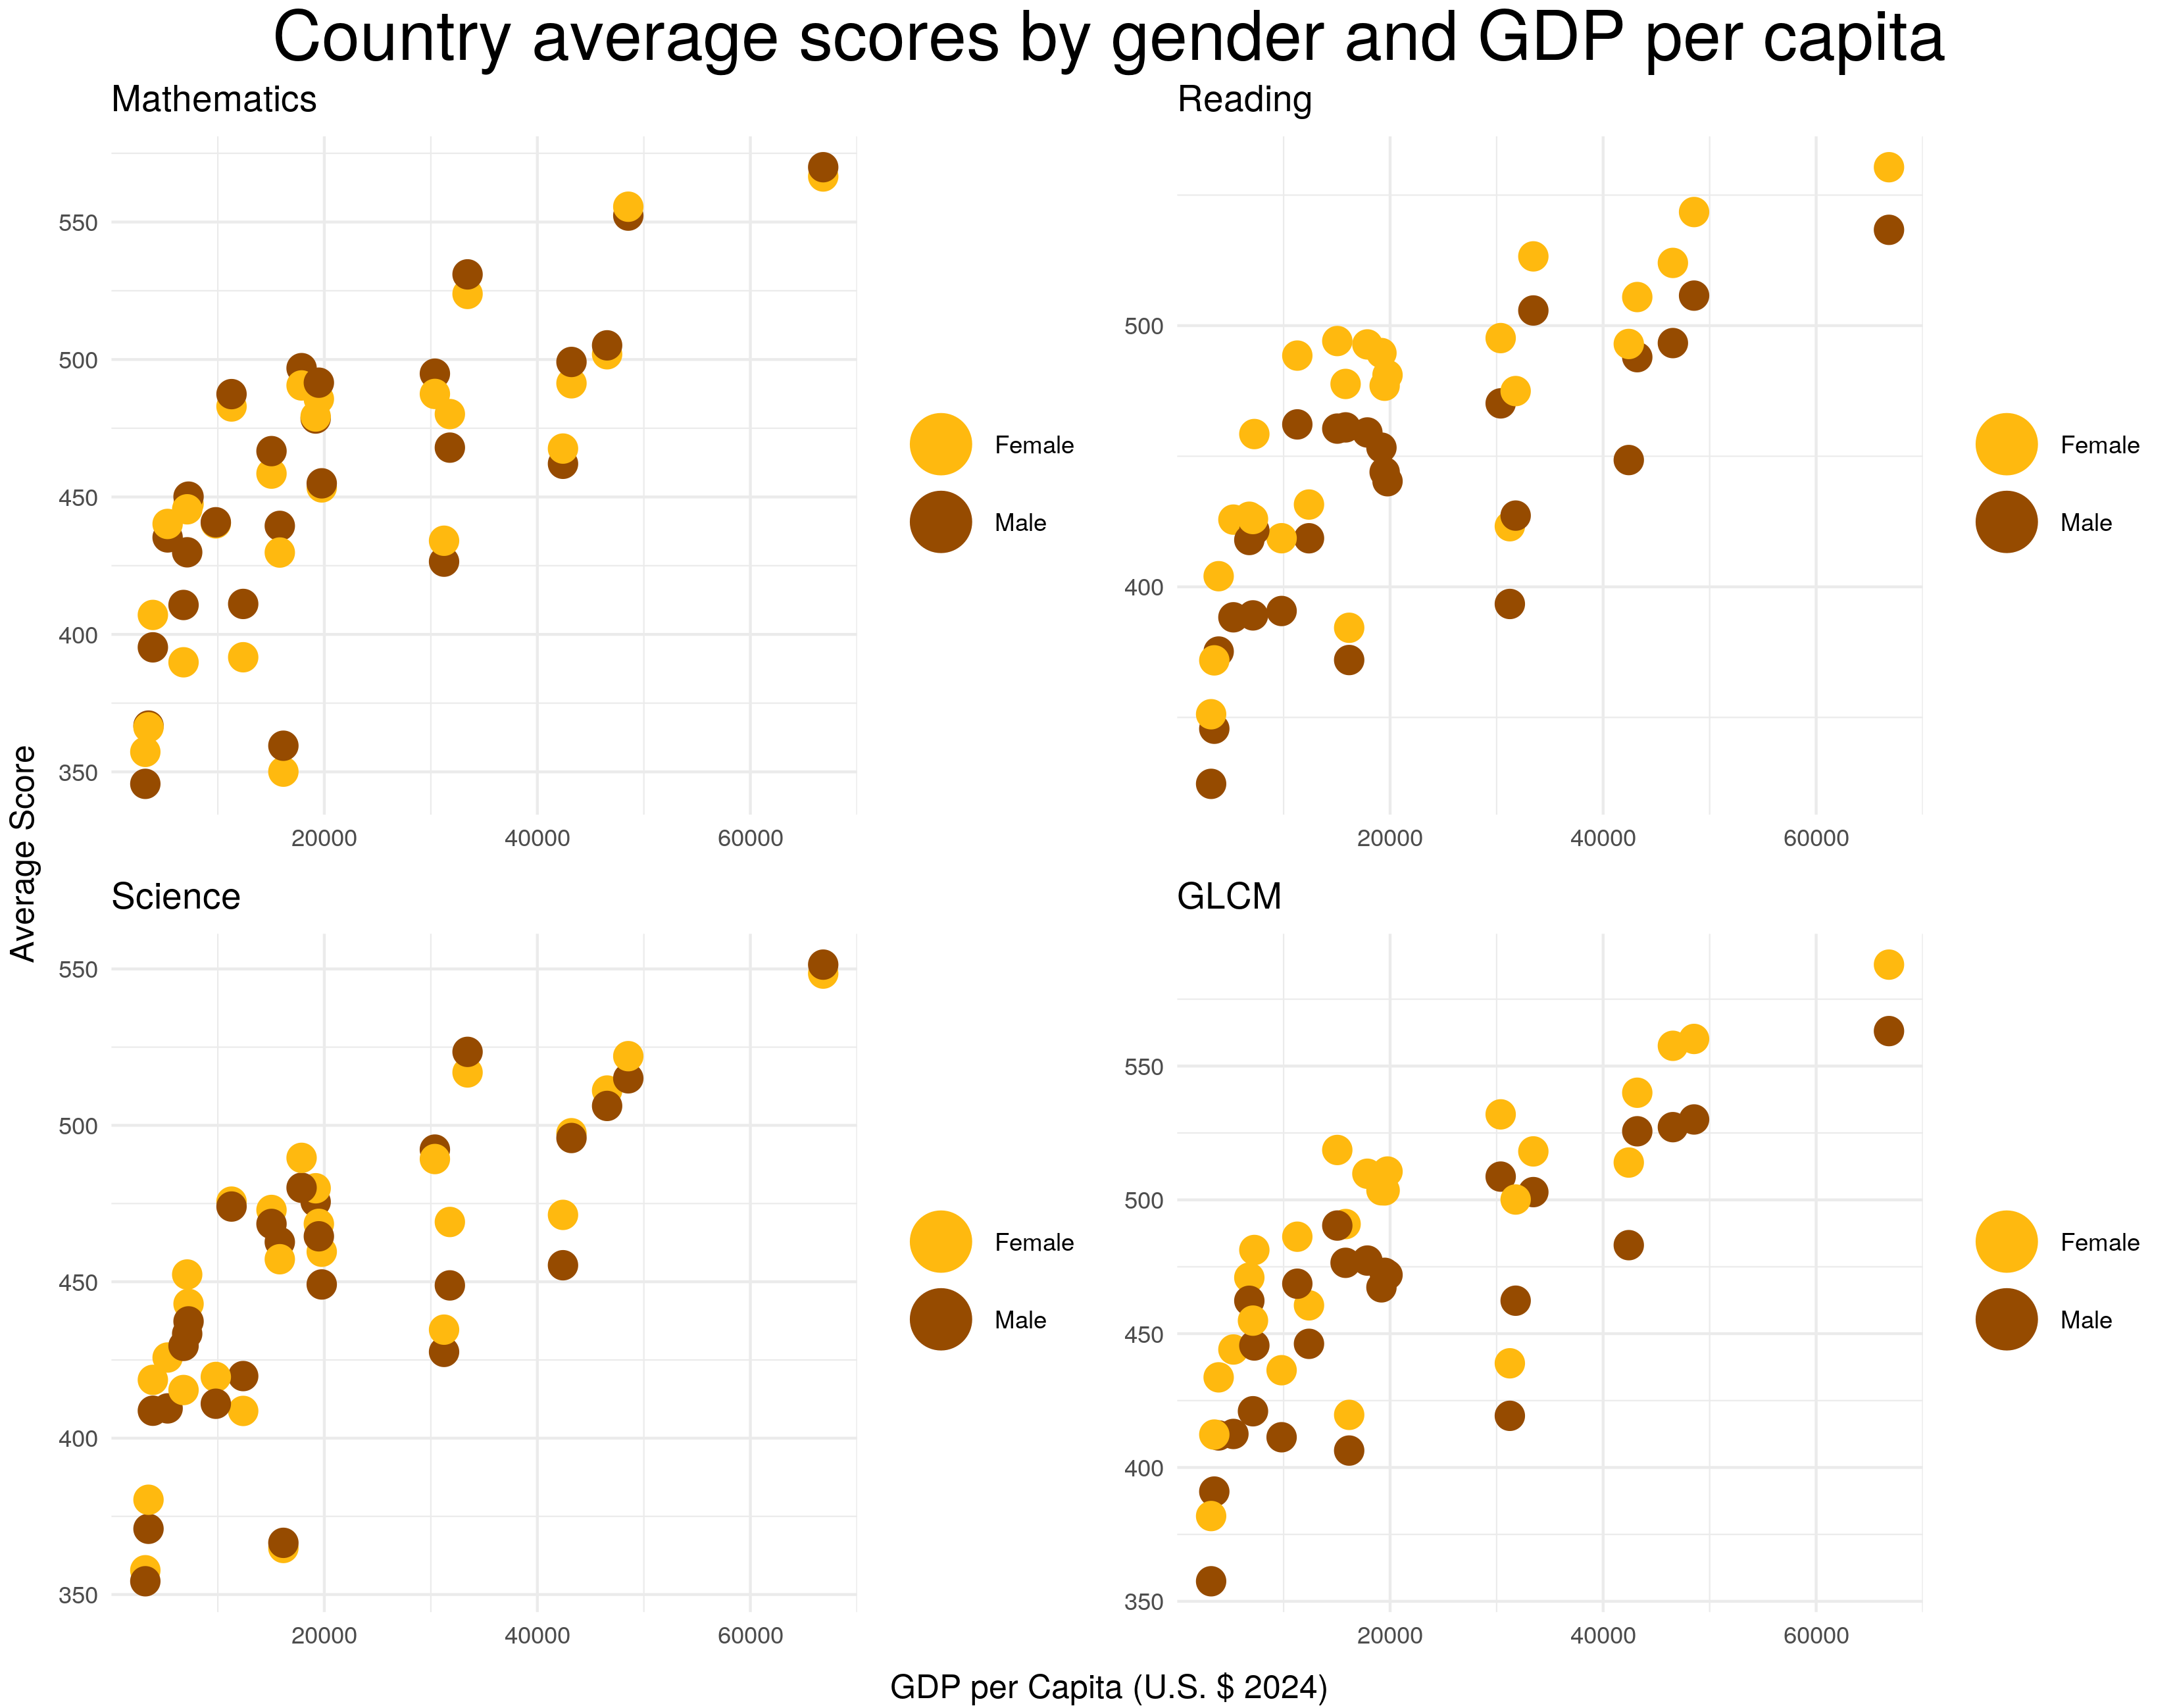 Country average scores by gender and GDP per capita
Mathematics
550
500
450
400
350
20000 40000 60000
Female
Male
Reading
500
400
20000 40000 60000
Female
Male
Average Score
Science
550
500
450
400
350
20000 40000 60000
Female
Male
GLCM
550
500
450
400
350
20000 40000 60000
Female
Male
GDP per Capita (U.S. $ 2024)